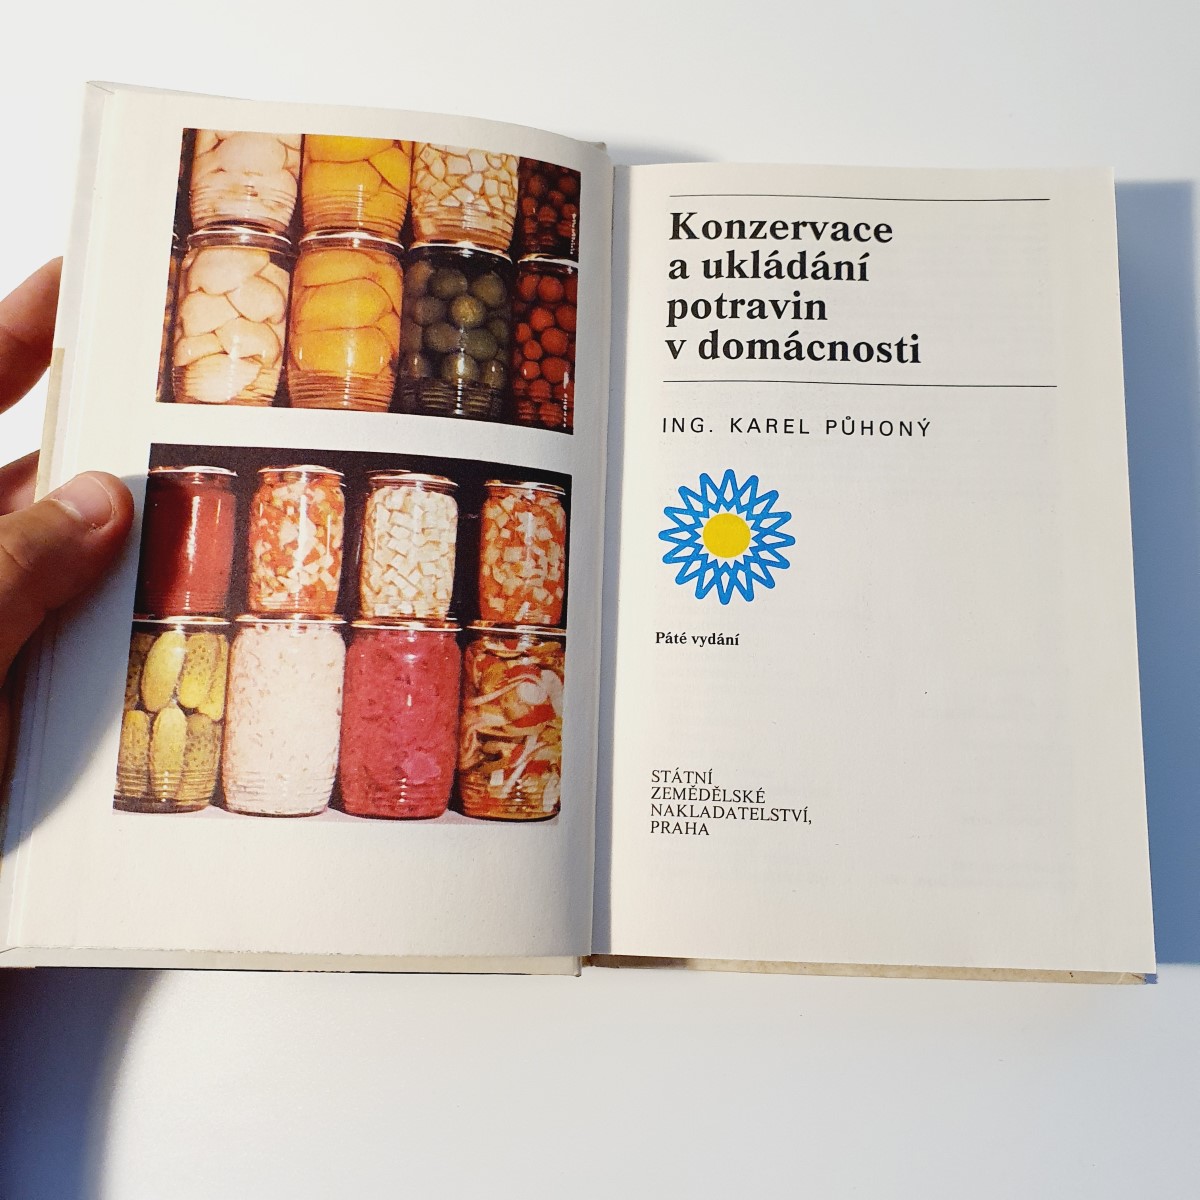 Konzervace
a ukládání
potravin
v domácnosti
ING. KAREL PŮHONÝ
Páté vydání
STÁTNÍ
ZEMĚDĚLSKÉ
NAKLADATELSTVÍ,
PRAHA